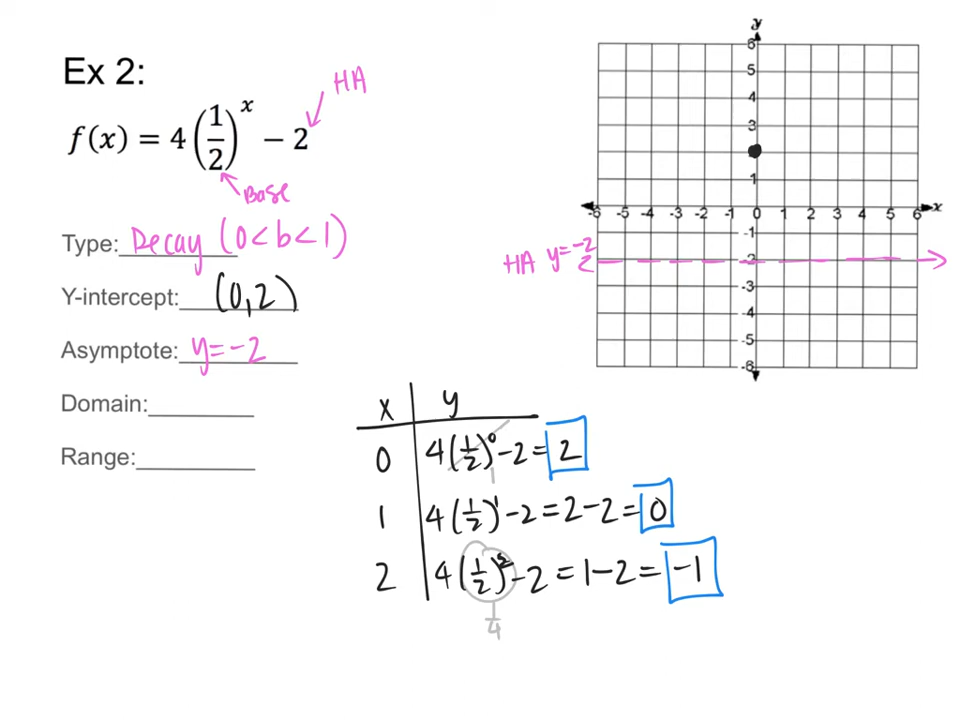 Ex 2:
HA
f(x) = 4(1/2)^x − 2
Base
Type: Decay (0<b<1)
Y-intercept: (0,2)
Asymptote: y=-2
Domain:
Range:
y
6
5
4
3
1
-6 -5 -4 -3 -2 -1 0 1 2 3 4 5 6 x
-1
HA y=-2
2
-2
-3
-4
-5
-6
x y
0 4(1/2)^0 -2 = 2
1
1 4(1/2)^1 -2 = 2-2 = 0
2 4(1/2)^2 -2 = 1-2 = -1
1/4